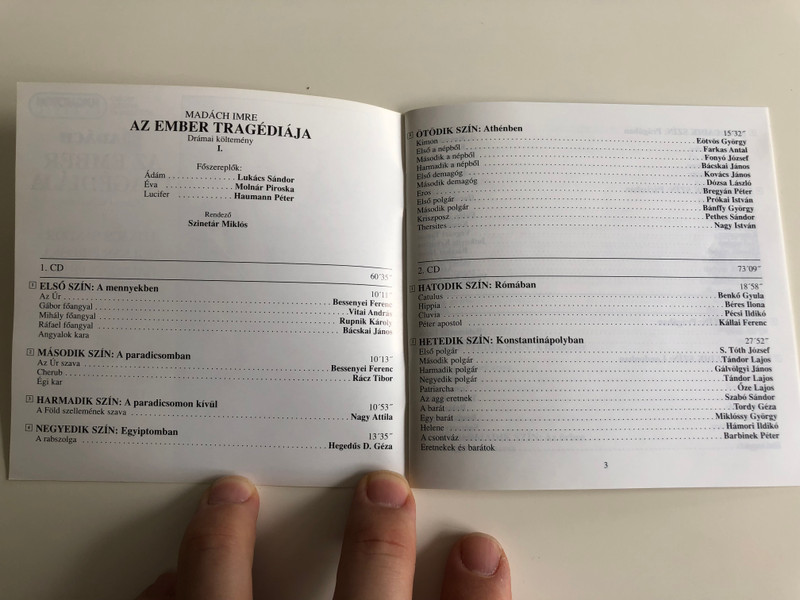 MADÁCH IMRE
AZ EMBER TRAGÉDIÁJA
Drámai költemény
I.
Főszereplők:
Ádám . . . . . . . . . . Lukács Sándor
Éva . . . . . . . . . . Molnár Piroska
Lucifer . . . . . . . . . . Haumann Péter
Rendező
Szinetár Miklós
1. CD 60'35"
1 ELSŐ SZÍN: A mennyekben 10'11"
Az Úr . . . . . . . . . . Bessenyei Ferenc
Gábor főangyal . . . . . . . . . . Vitai András
Mihály főangyal . . . . . . . . . . Rupnik Károly
Ráfael főangyal . . . . . . . . . . Bácskai János
Angyalok kara
2 MÁSODIK SZÍN: A paradicsomban 10'13"
Az Úr szava . . . . . . . . . . Bessenyei Ferenc
Cherub . . . . . . . . . . Rácz Tibor
Égi kar
3 HARMADIK SZÍN: A paradicsomon kívül 10'53"
A Föld szellemének szava . . . . . . . . . . Nagy Attila
4 NEGYEDIK SZÍN: Egyiptomban 13'35"
A rabszolga . . . . . . . . . . Hegedűs D. Géza
5 ÖTÖDIK SZÍN: Athénben 15'32"
Kimon . . . . . . . . . . Eötvös György
Első a népből . . . . . . . . . . Farkas Antal
Második a népből . . . . . . . . . . Fonyó József
Harmadik a népből . . . . . . . . . . Bácskai János
Első demagóg . . . . . . . . . . Kovács János
Második demagóg . . . . . . . . . . Dózsa László
Erős . . . . . . . . . . Bregyán Péter
Első polgár . . . . . . . . . . Prókai István
Második polgár . . . . . . . . . . Bánffy György
Kriszposz . . . . . . . . . . Pethes Sándor
Thersites . . . . . . . . . . Nagy István
2. CD 73'09"
1 HATODIK SZÍN: Rómában 18'58"
Catulus . . . . . . . . . . Benkő Gyula
Hippia . . . . . . . . . . Béres Ilona
Cluvia . . . . . . . . . . Pécsi Ildikó
Péter apostol . . . . . . . . . . Kállai Ferenc
2 HETEDIK SZÍN: Konstantinápolyban 27'52"
Első polgár . . . . . . . . . . S. Tóth József
Második polgár . . . . . . . . . . Tándor Lajos
Harmadik polgár . . . . . . . . . . Gálvölgyi János
Negyedik polgár . . . . . . . . . . Tándor Lajos
Patriarcha . . . . . . . . . . Őze Lajos
Az agg eretnek . . . . . . . . . . Szabó Sándor
A barát . . . . . . . . . . Tordy Géza
Egy barát . . . . . . . . . . Miklóssy György
Helene . . . . . . . . . . Hámori Ildikó
A csontváz . . . . . . . . . . Barbinek Péter
Eretnekek és barátok
3